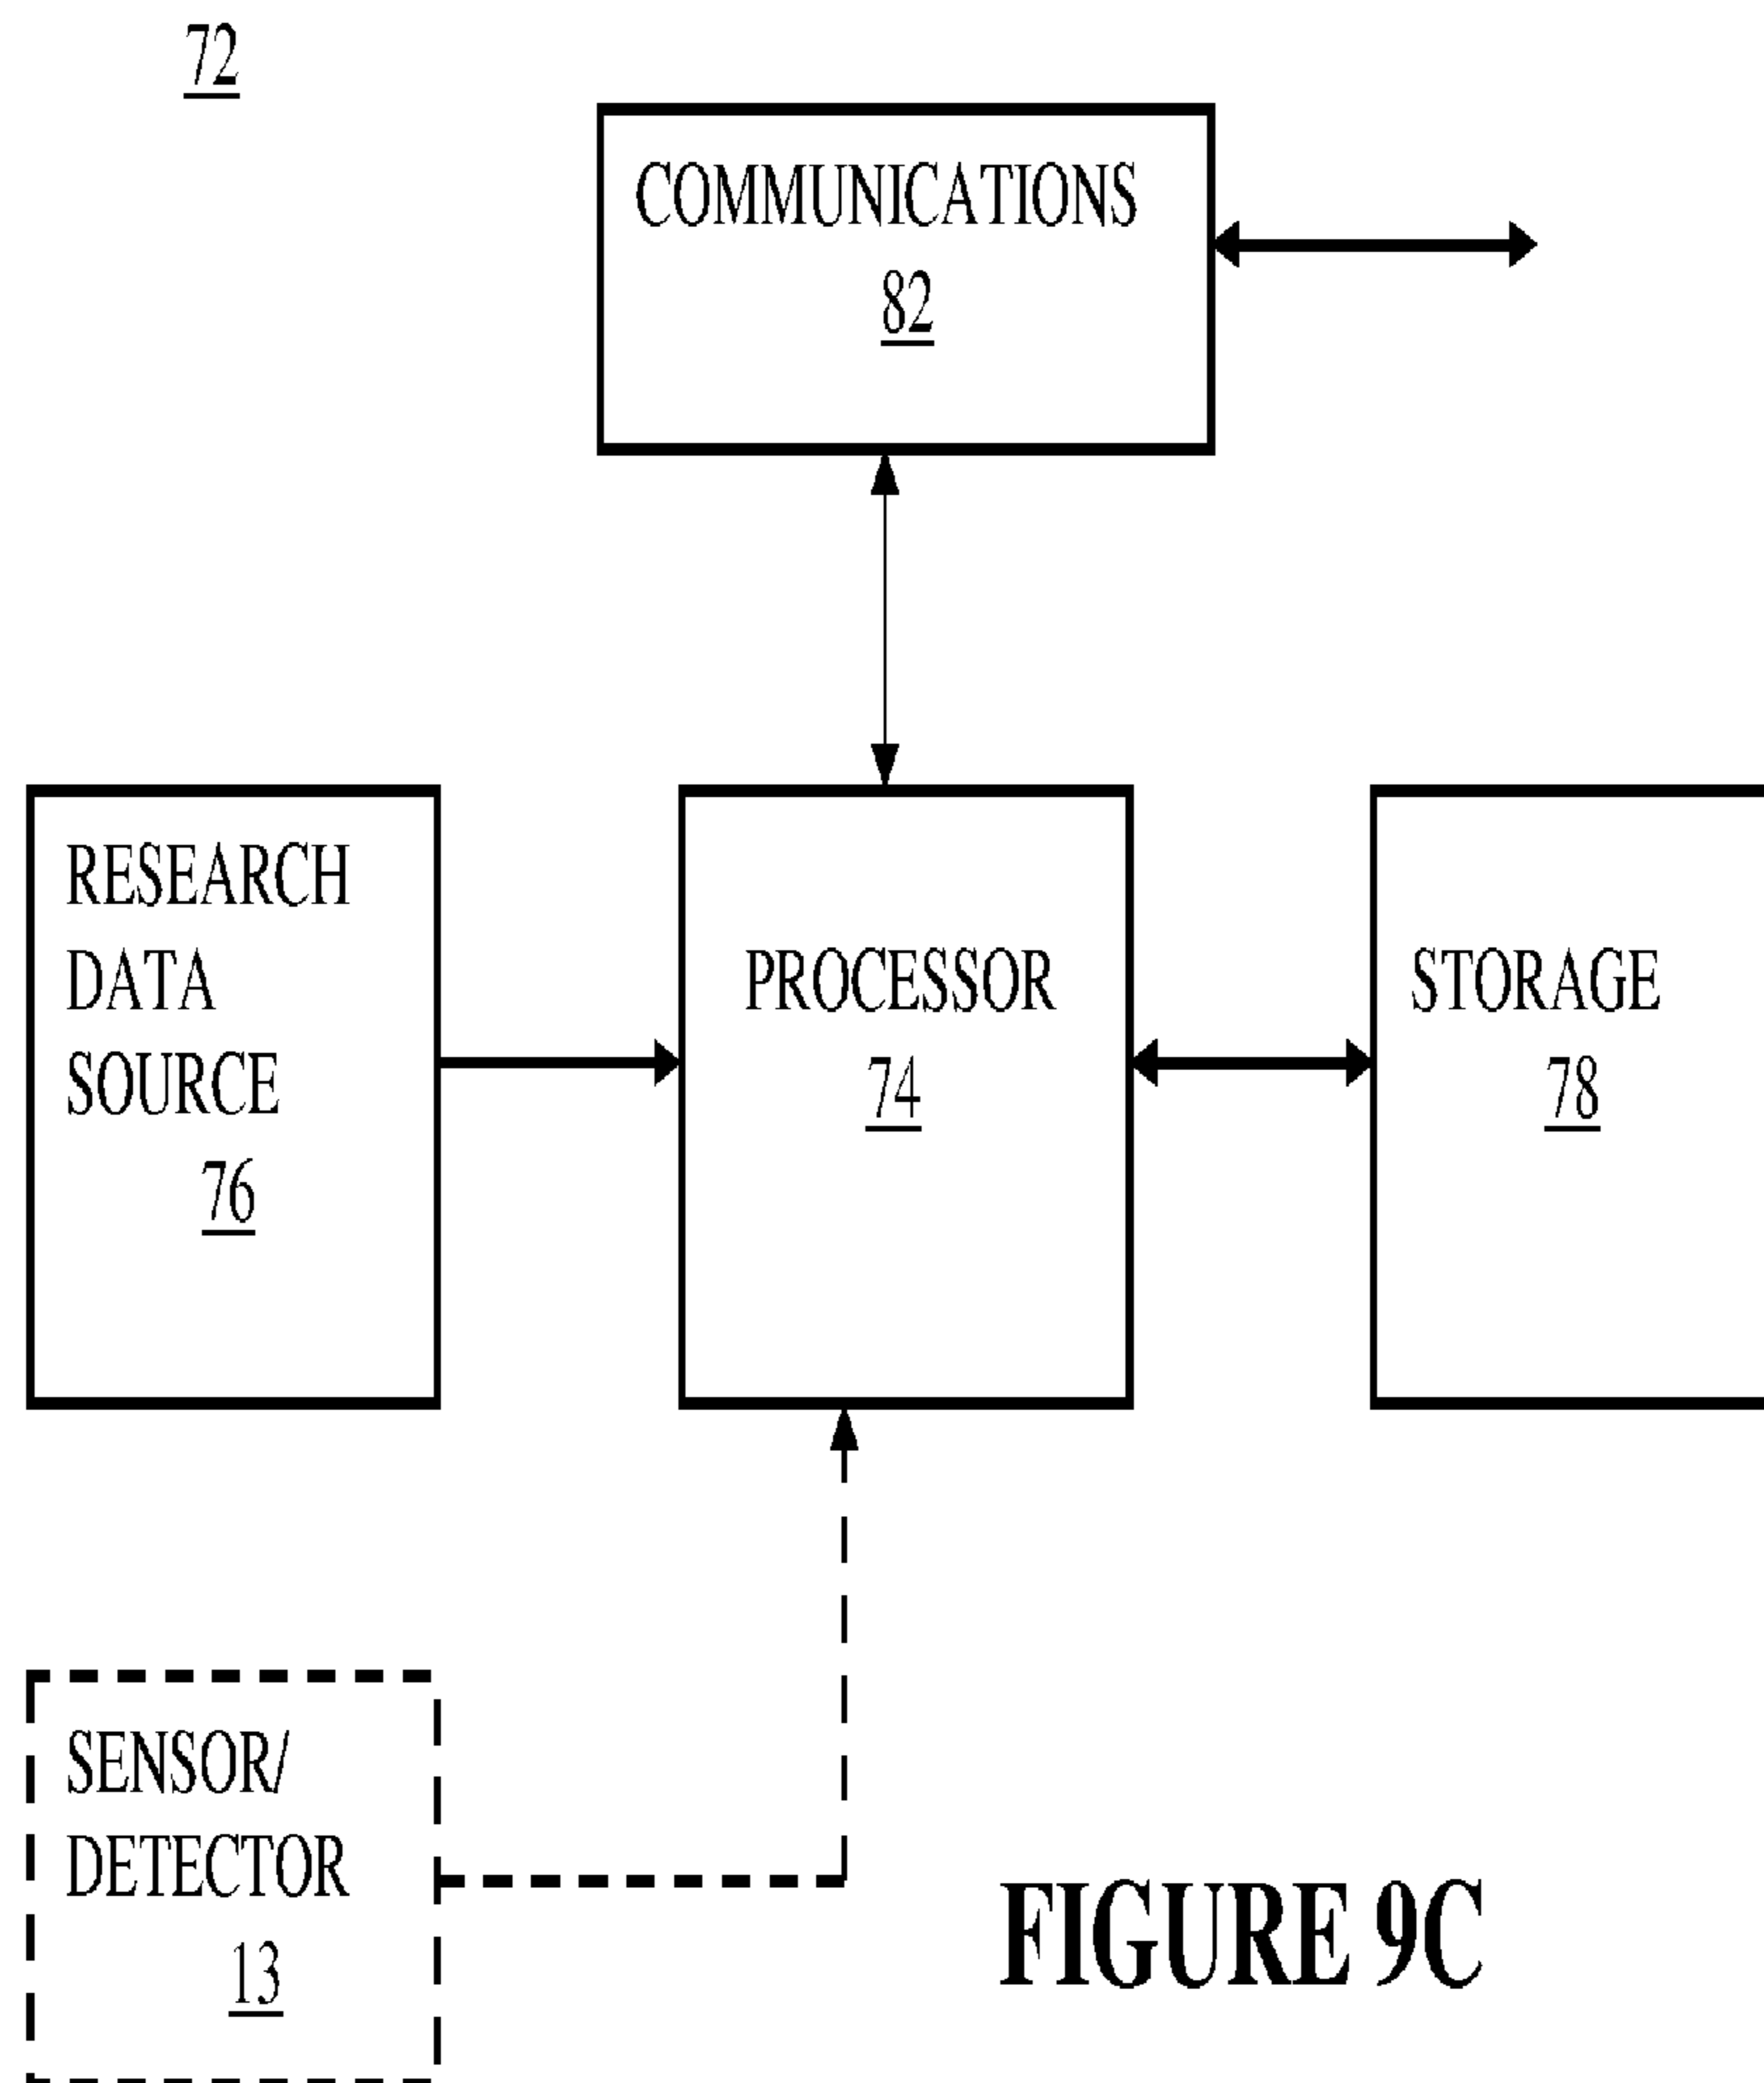 72
COMMUNICATIONS
82
RESEARCH
DATA
SOURCE
76
PROCESSOR
74
STORAGE
78
SENSOR/
DETECTOR
13
FIGURE 9C